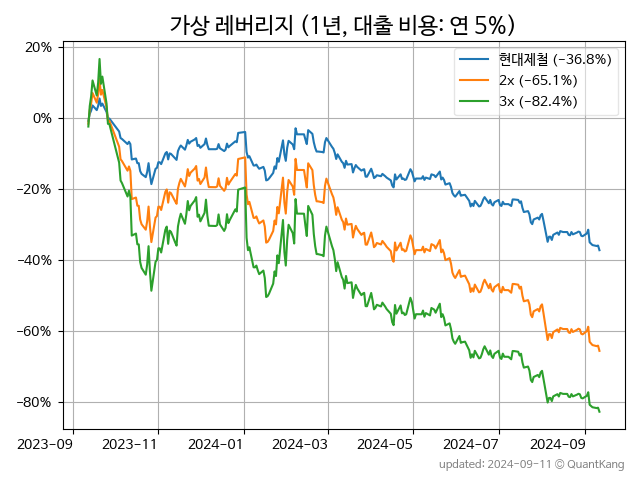 가상 레버리지 (1년, 대출 비용: 연 5%)
현대제철 (−36.8%)
2x (−65.1%)
3x (−82.4%)
20%
0%
−20%
−40%
−60%
−80%
2023-09 2023-11 2024-01 2024-03 2024-05 2024-07 2024-09
updated: 2024-09-11 © QuantKang